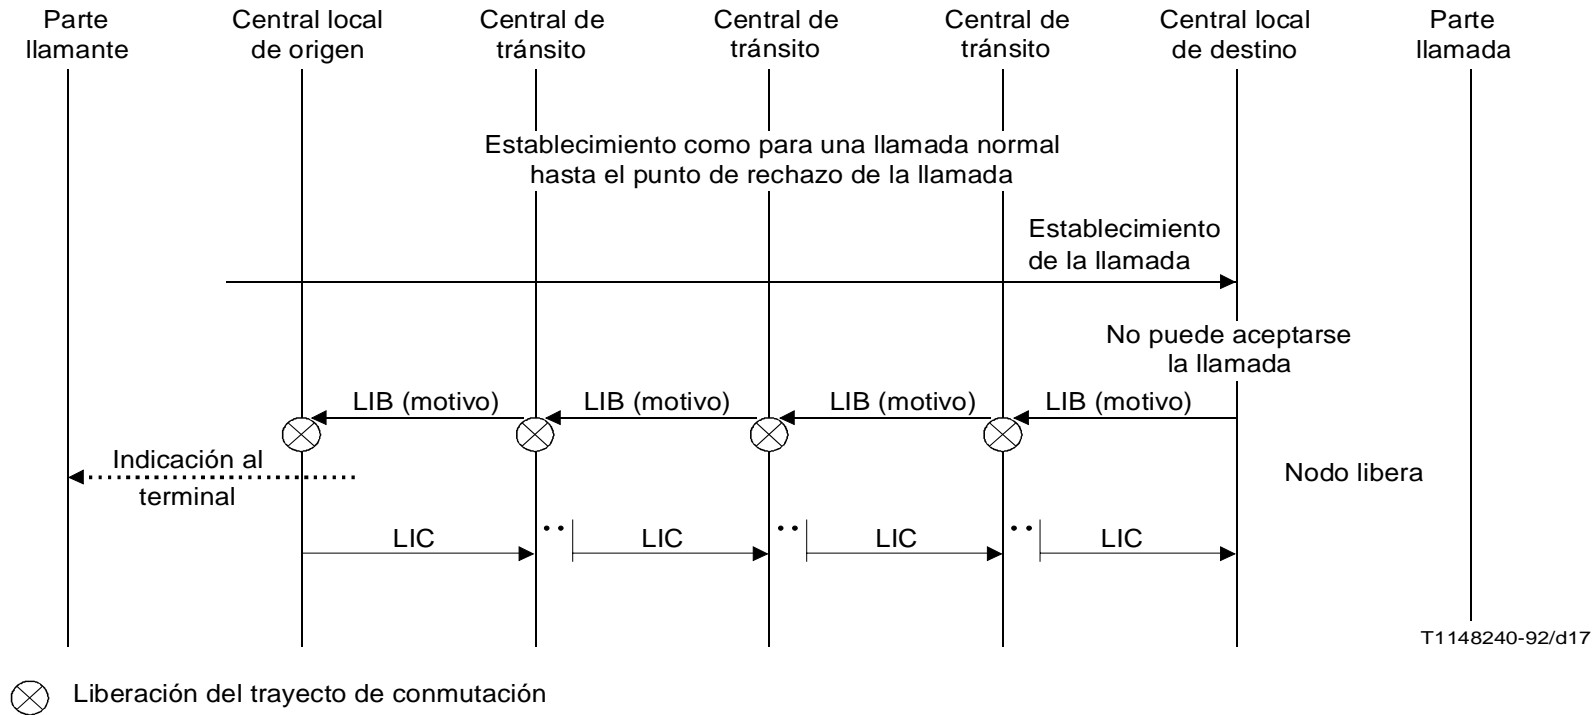 Parte
llamante
Central local
de origen
Central de
tránsito
Central de
tránsito
Central de
tránsito
Central local
de destino
Parte
llamada
Establecimiento como para una llamada normal
hasta el punto de rechazo de la llamada
Establecimiento
de la llamada
No puede aceptarse
la llamada
LIB (motivo)
LIB (motivo)
LIB (motivo)
LIB (motivo)
Indicación al
terminal
Nodo libera
LIC
LIC
LIC
LIC
T1148240-92/d17
Liberación del trayecto de conmutación